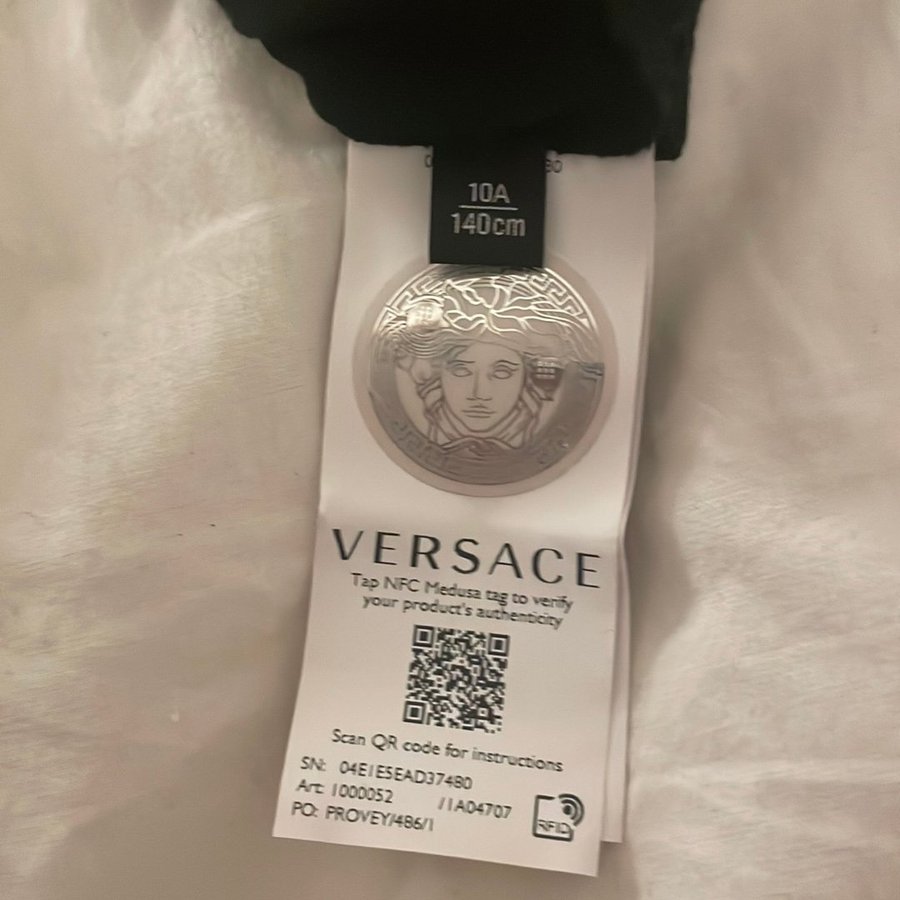 10A
140cm
VERSACE
Tap NFC Medusa tag to verify
your product's authenticity
Scan QR code for instructions
SN: 04E1E5EAD37480
Art: 1000052 /1A04707
PO: PROVEY/486/1
RFID